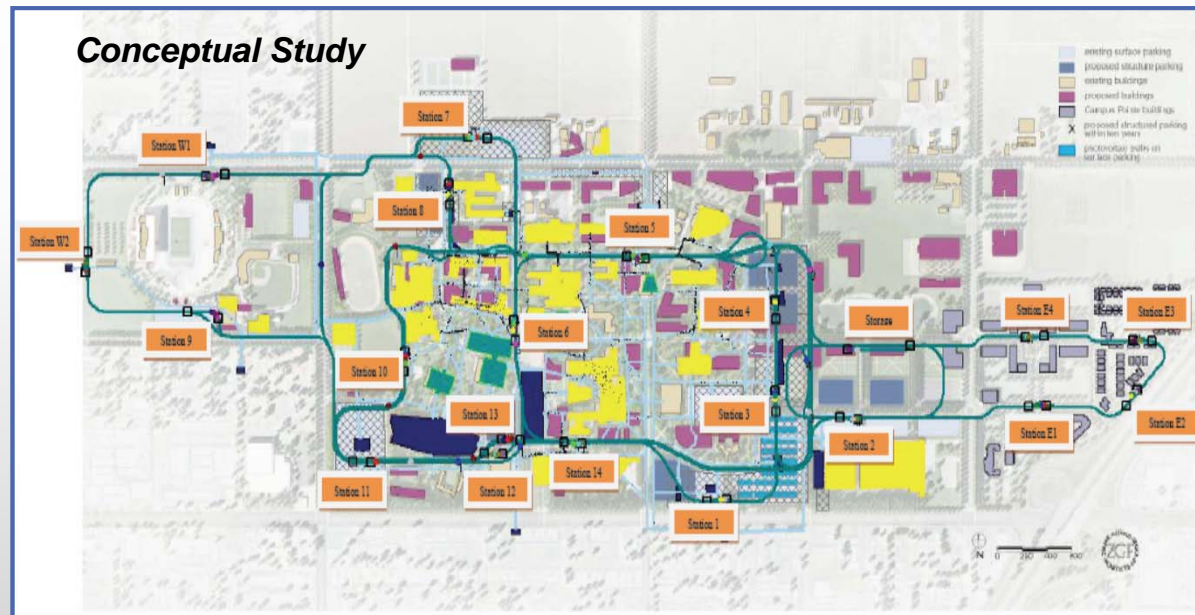 Conceptual Study
existing surface parking
proposed structure parking
existing buildings
proposed buildings
Campus Pointe buildings
X proposed structured parking
within ten years
photovoltaic
surface parking
Station 7
Station W1
Station 8
Station W2
Station 5
Station 4
Storage
Station E4
Station E3
Station 9
Station 6
Station 10
Station 13
Station 3
Station 2
Station E1
Station E2
Station 14
Station 11
Station 12
Station 1
N
0
ZGF